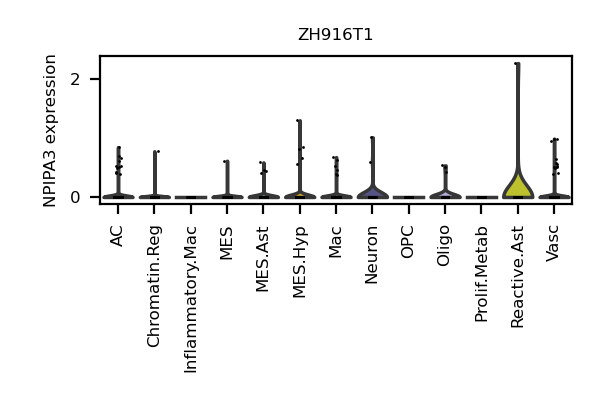 ZH916T1
NPIPA3 expression
2
0
AC
Chromatin.Reg
Inflammatory.Mac
MES
MES.Ast
MES.Hyp
Mac
Neuron
OPC
Oligo
Prolif.Metab
Reactive.Ast
Vasc